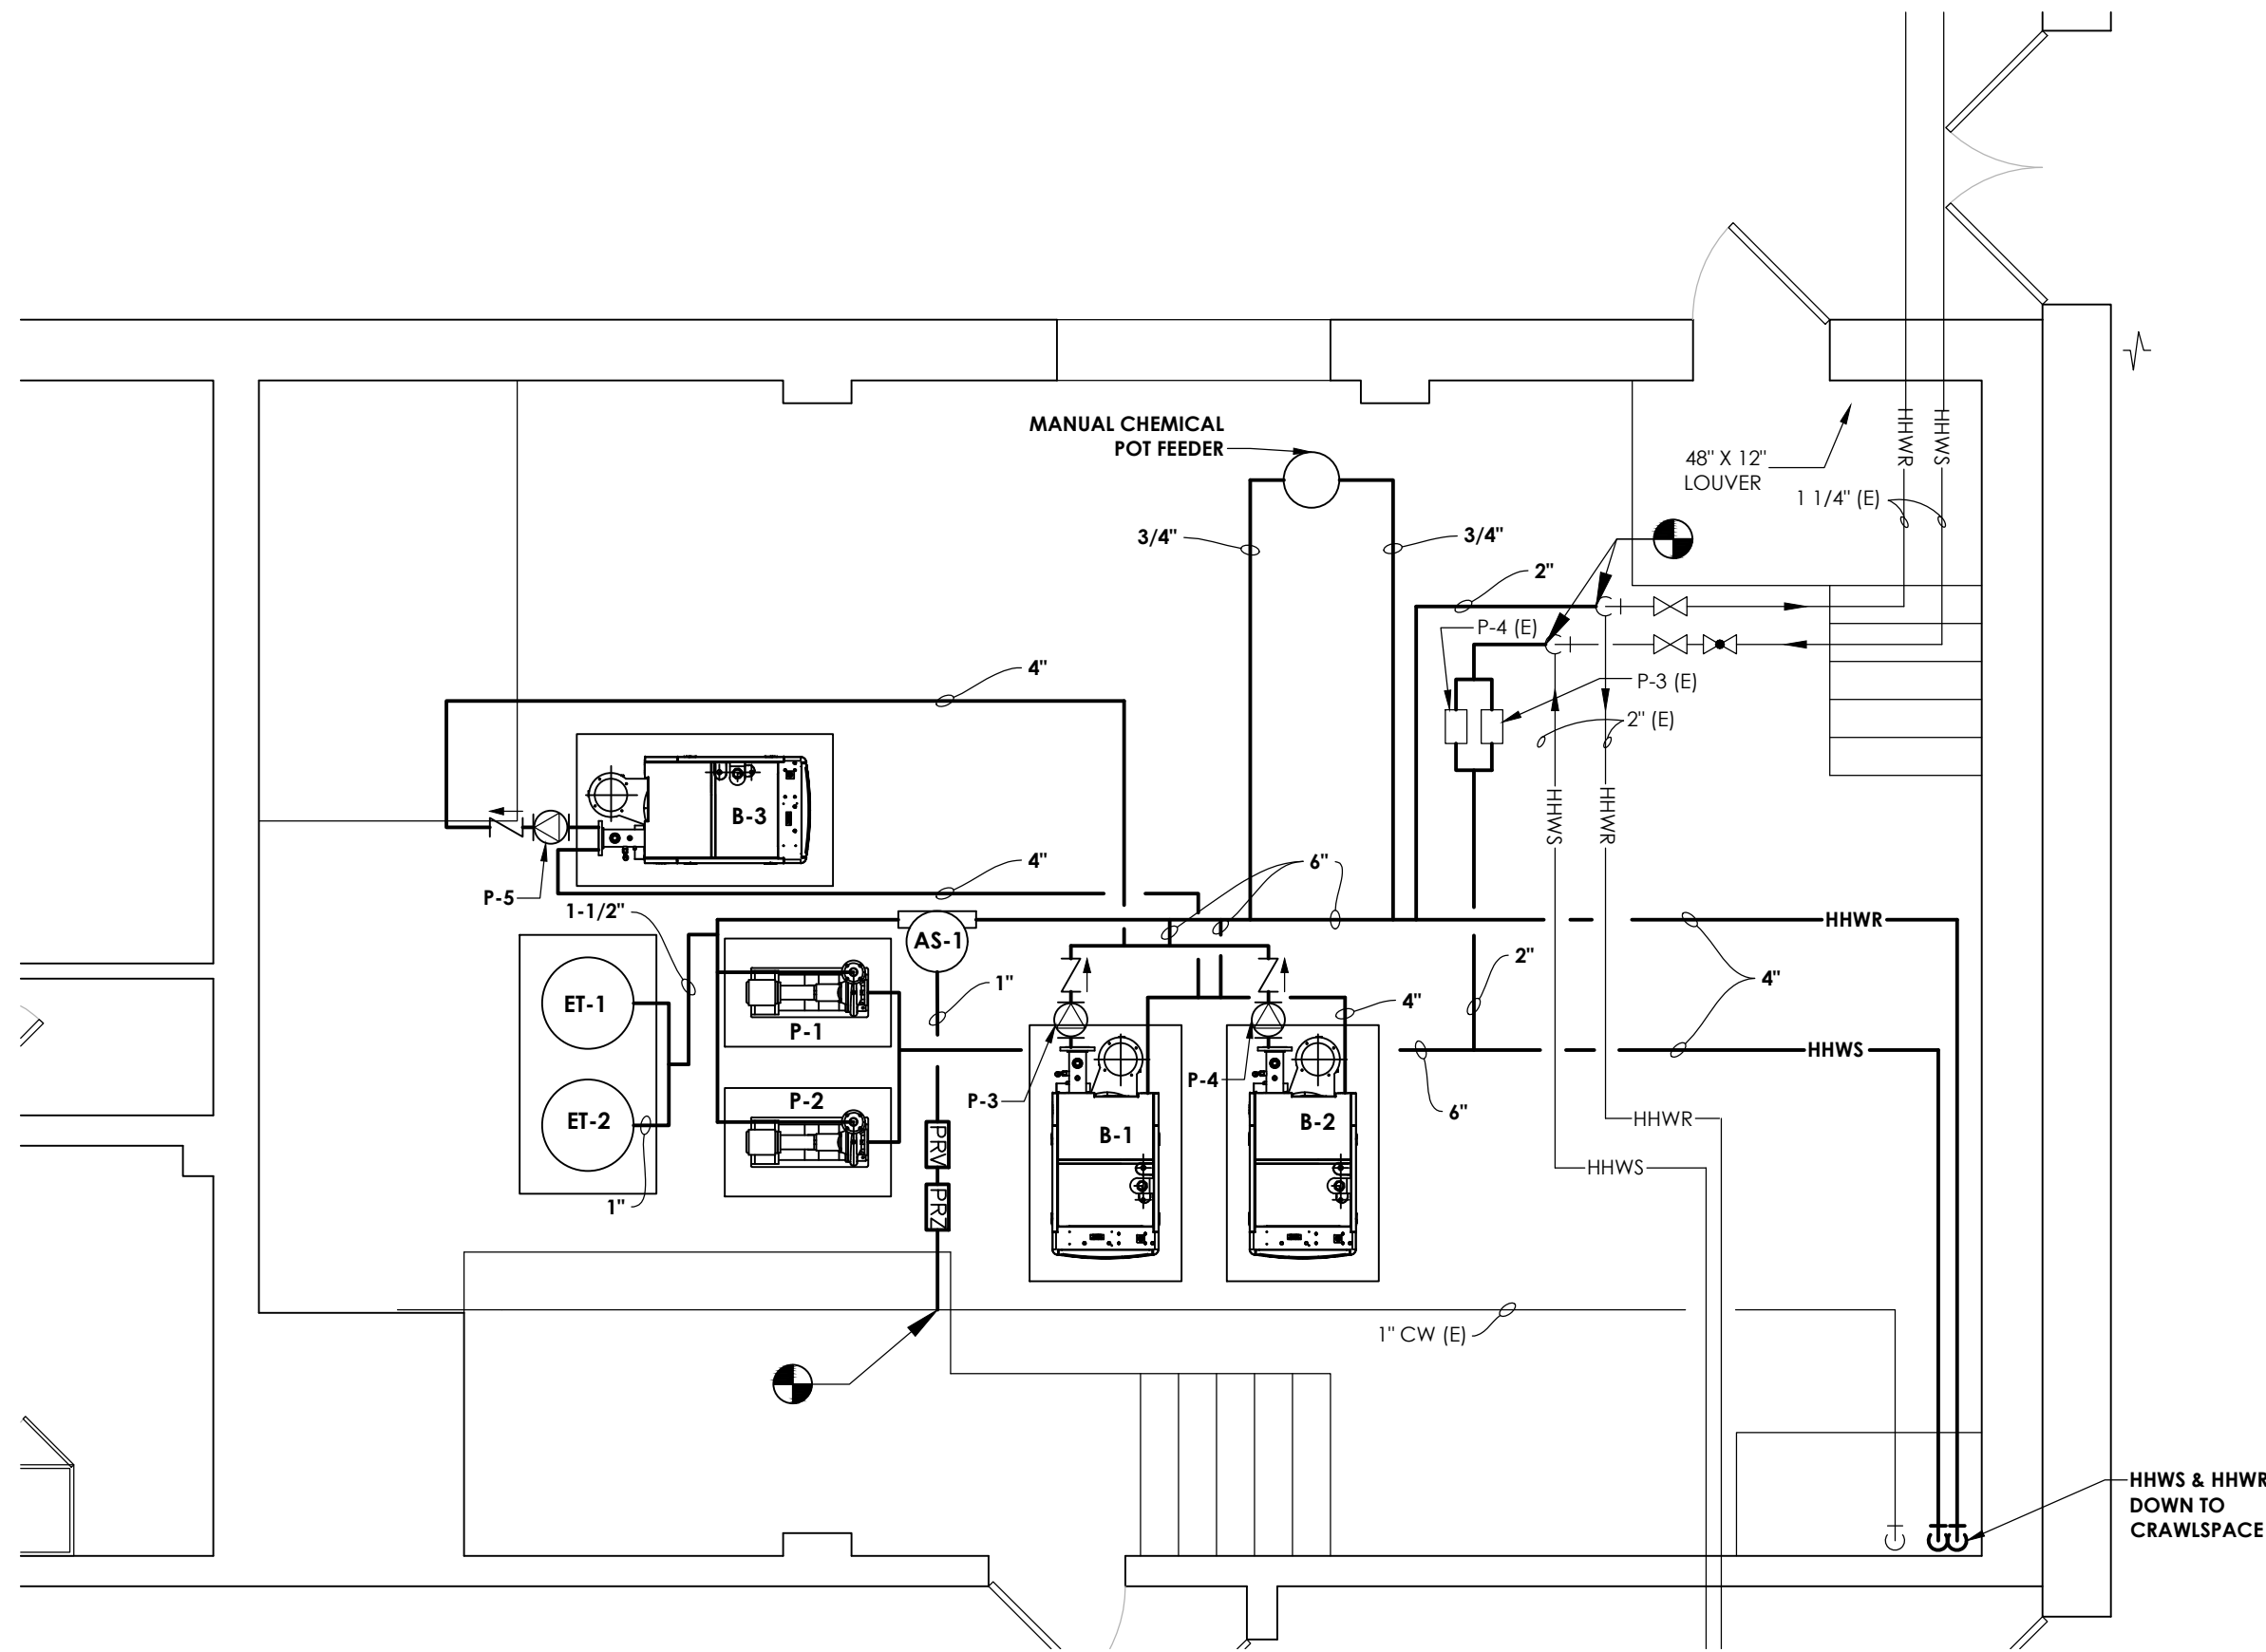 MANUAL CHEMICAL
POT FEEDER
48" X 12"
LOUVER
HHWR
HHWS
1 1/4" (E)
3/4"
3/4"
2"
P-4 (E)
4"
P-3 (E)
2" (E)
B-3
HHWS
HHWR
4"
6"
P-5
1-1/2"
HHWR
AS-1
2"
4"
1"
4"
ET-1
P-1
HHWS
P-4
P-2
P-3
6"
ET-2
PRV
B-1
B-2
HHWR
HHWS
PRZ
1"
1" CW (E)
HHWS & HHWR
DOWN TO
CRAWLSPACE